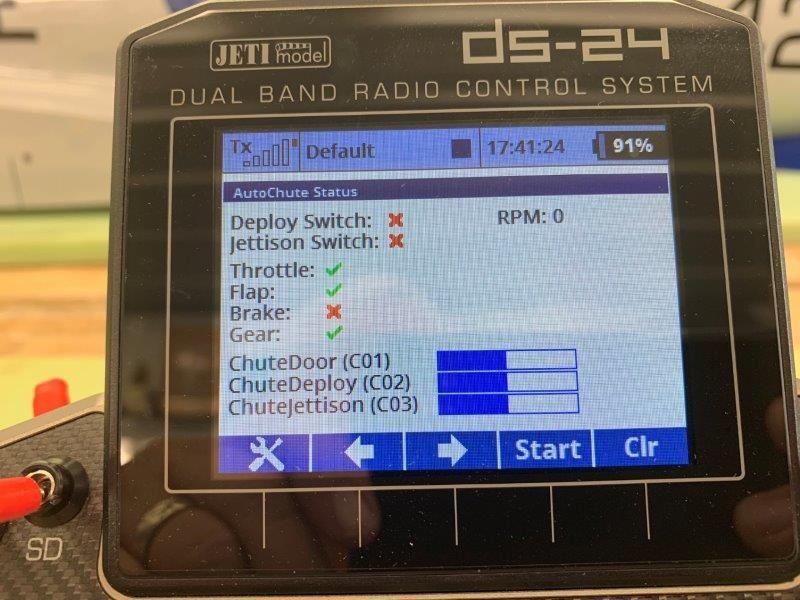 JETI model
ds-24
DUAL BAND RADIO CONTROL SYSTEM
Tx Default 17:41:24 91%
AutoChute Status
Deploy Switch: RPM: 0
Jettison Switch:
Throttle:
Flap:
Brake:
Gear:
ChuteDoor (C01)
ChuteDeploy (C02)
ChuteJettison (C03)
Start Clr
SD